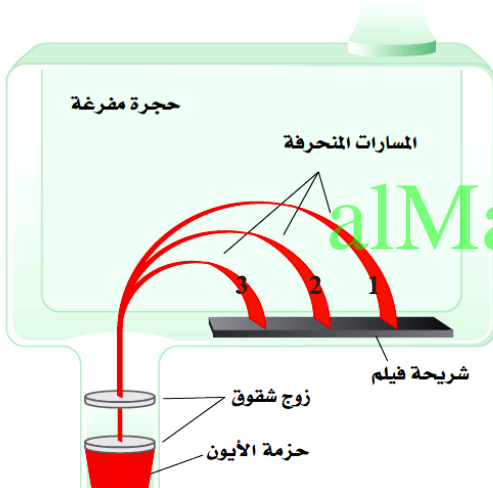 حجرة مفرغة
المسارات المنحرفة
alMa
3 2 1
شريحة فيلم
زوج شقوق
حزمة الأيون